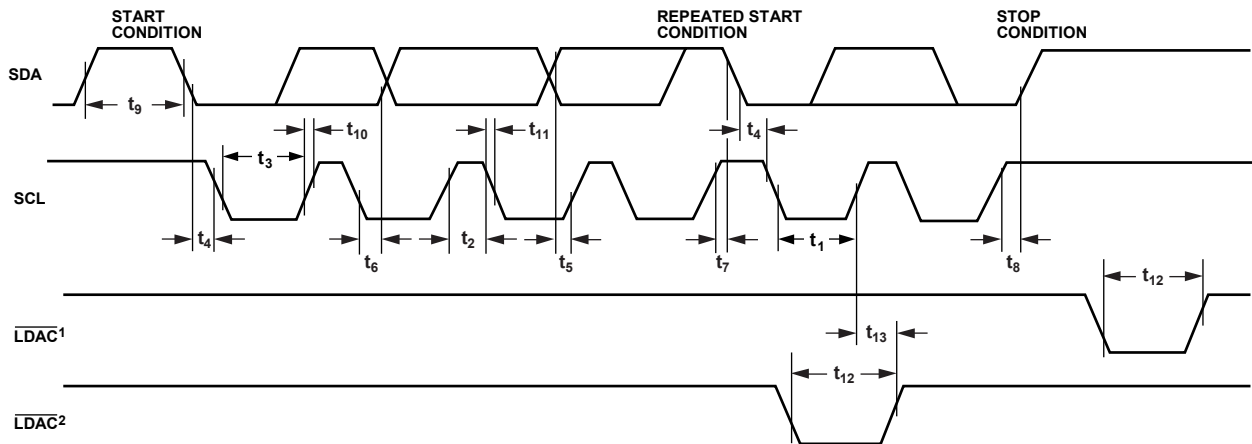 START
CONDITION
REPEATED START
CONDITION
STOP
CONDITION
SDA
t9
t4
t10
t11
t3
SCL
t4
t6
t2
t5
t7
t1
t8
t12
LDAC1
t13
t12
LDAC2